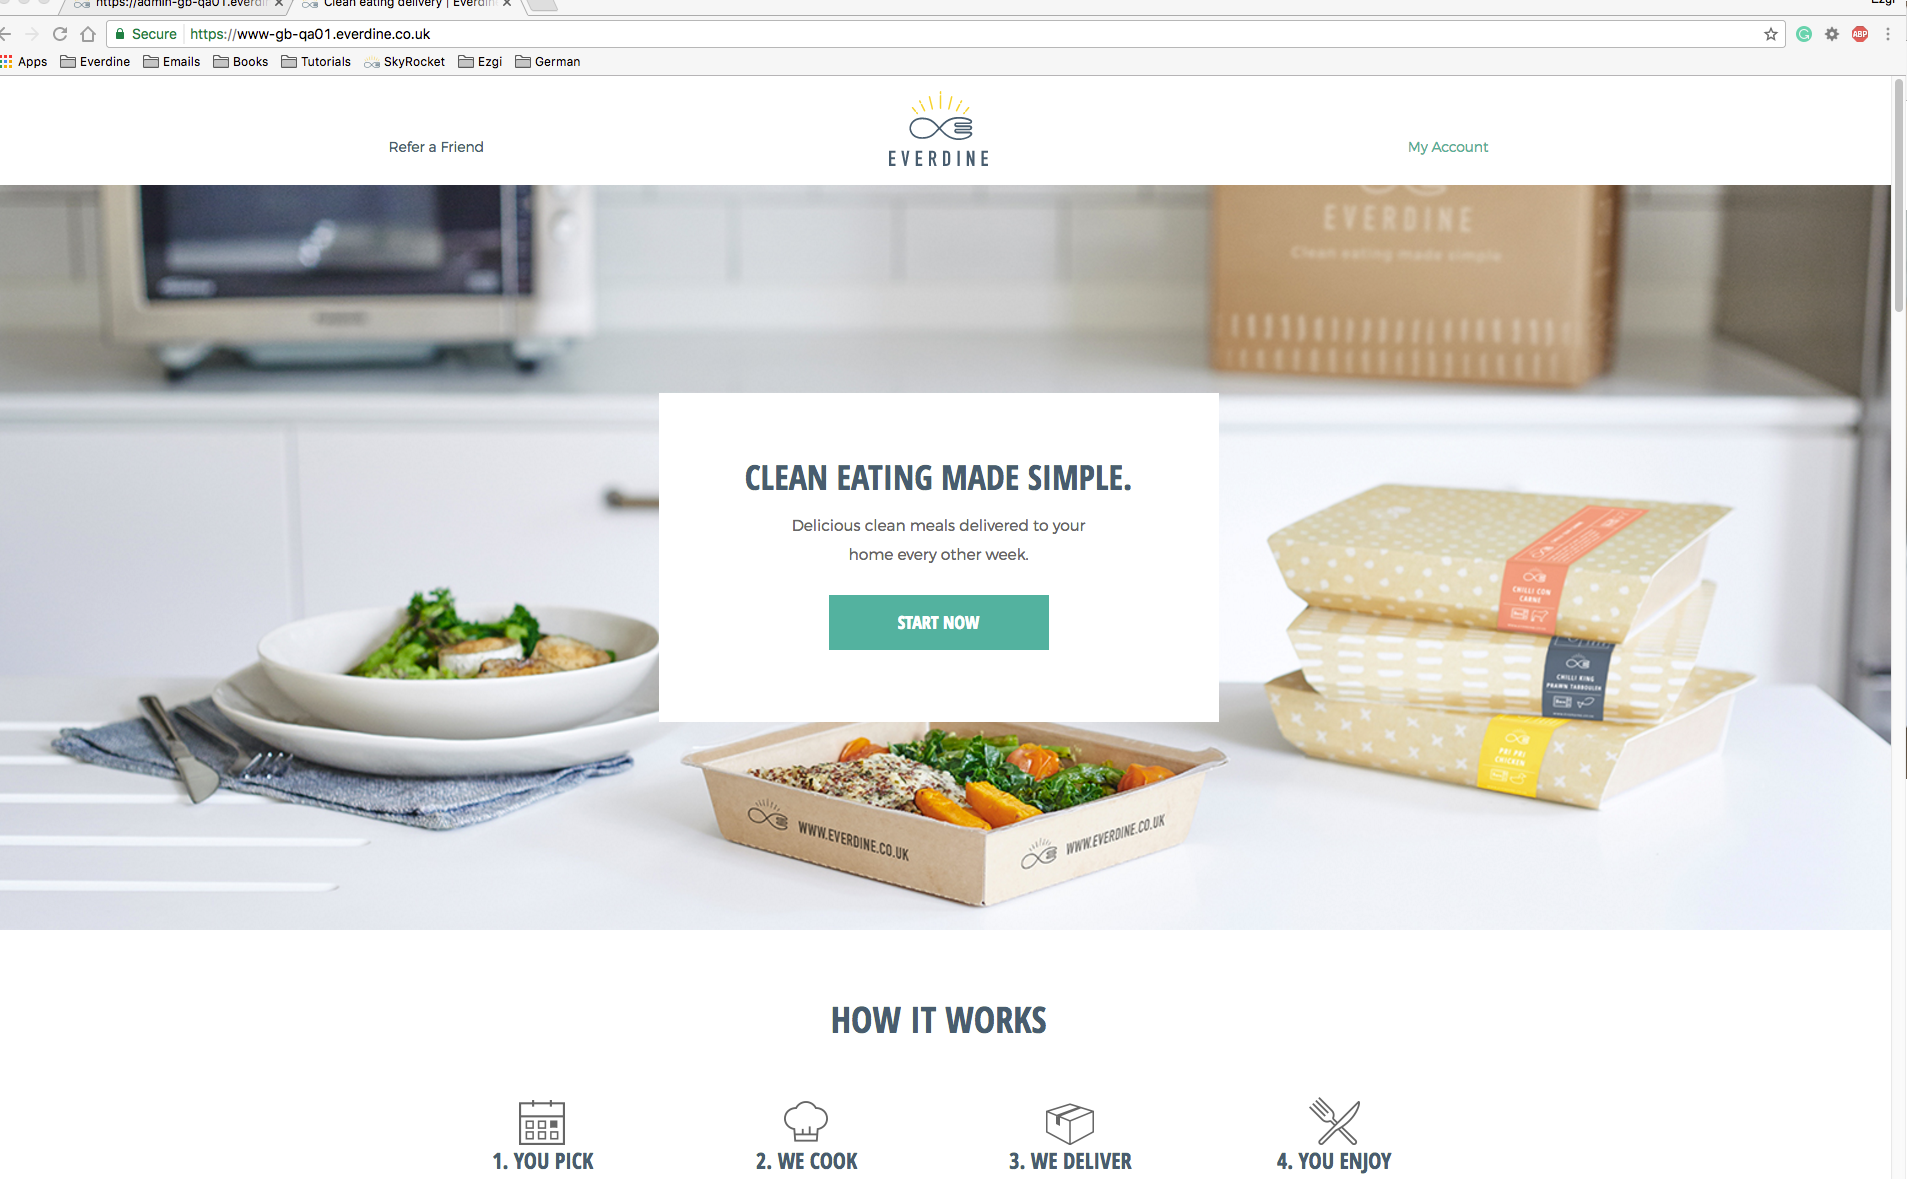 https://admin-gb-qa01.everdi
Clean eating delivery | Everdin
Ezgi
Secure
https://www-gb-qa01.everdine.co.uk
ABP
Apps
Everdine
Emails
Books
Tutorials
SkyRocket
Ezgi
German
Refer a Friend
EVERDINE
My Account
EVERDINE
Clean eating made simple
CLEAN EATING MADE SIMPLE.
Delicious clean meals delivered to your
home every other week.
START NOW
CHILLI CON
CARNE
CHILLI KING
PRAWN TABBOULEH
PRI PRI
CHICKEN
WWW.EVERDINE.CO.UK
WWW.EVERDINE.CO.UK
HOW IT WORKS
1. YOU PICK
2. WE COOK
3. WE DELIVER
4. YOU ENJOY